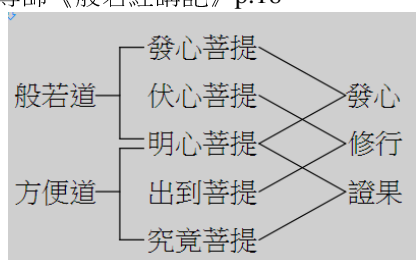 導師《般若經講記》p.18
發心菩提
般若道 伏心菩提 發心
明心菩提 修行
方便道 出到菩提 證果
究竟菩提